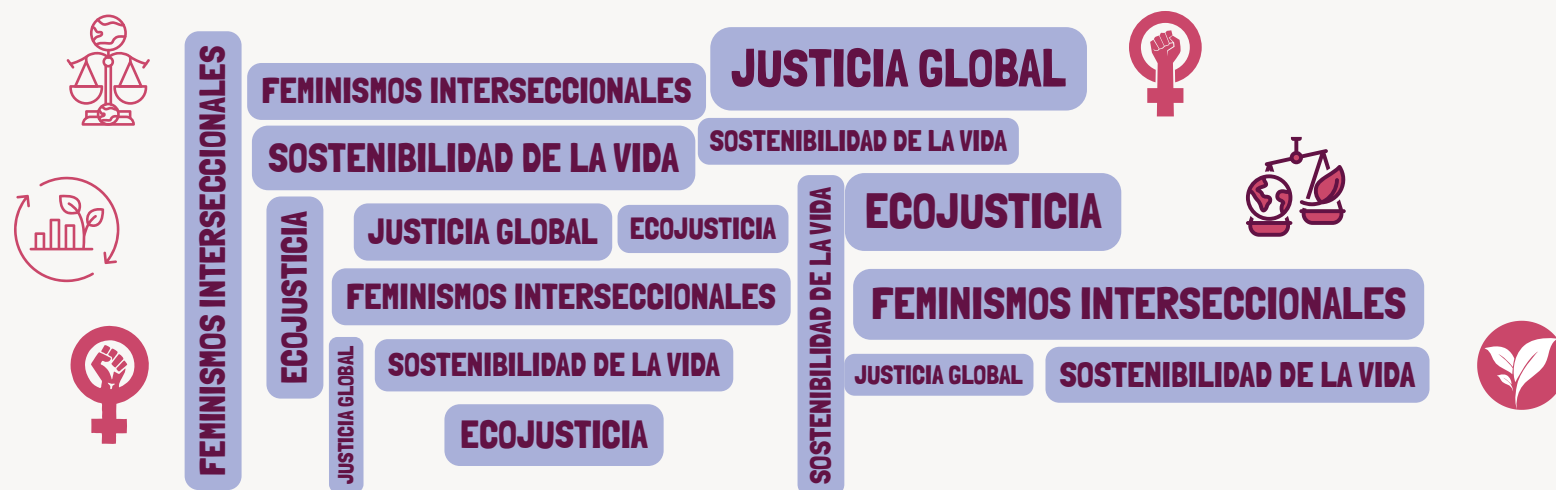 FEMINISMOS INTERSECCIONALES
FEMINISMOS INTERSECCIONALES
JUSTICIA GLOBAL
SOSTENIBILIDAD DE LA VIDA
SOSTENIBILIDAD DE LA VIDA
ECOJUSTICIA
JUSTICIA GLOBAL
ECOJUSTICIA
SOSTENIBILIDAD DE LA VIDA
ECOJUSTICIA
FEMINISMOS INTERSECCIONALES
FEMINISMOS INTERSECCIONALES
JUSTICIA GLOBAL
SOSTENIBILIDAD DE LA VIDA
JUSTICIA GLOBAL
SOSTENIBILIDAD DE LA VIDA
ECOJUSTICIA